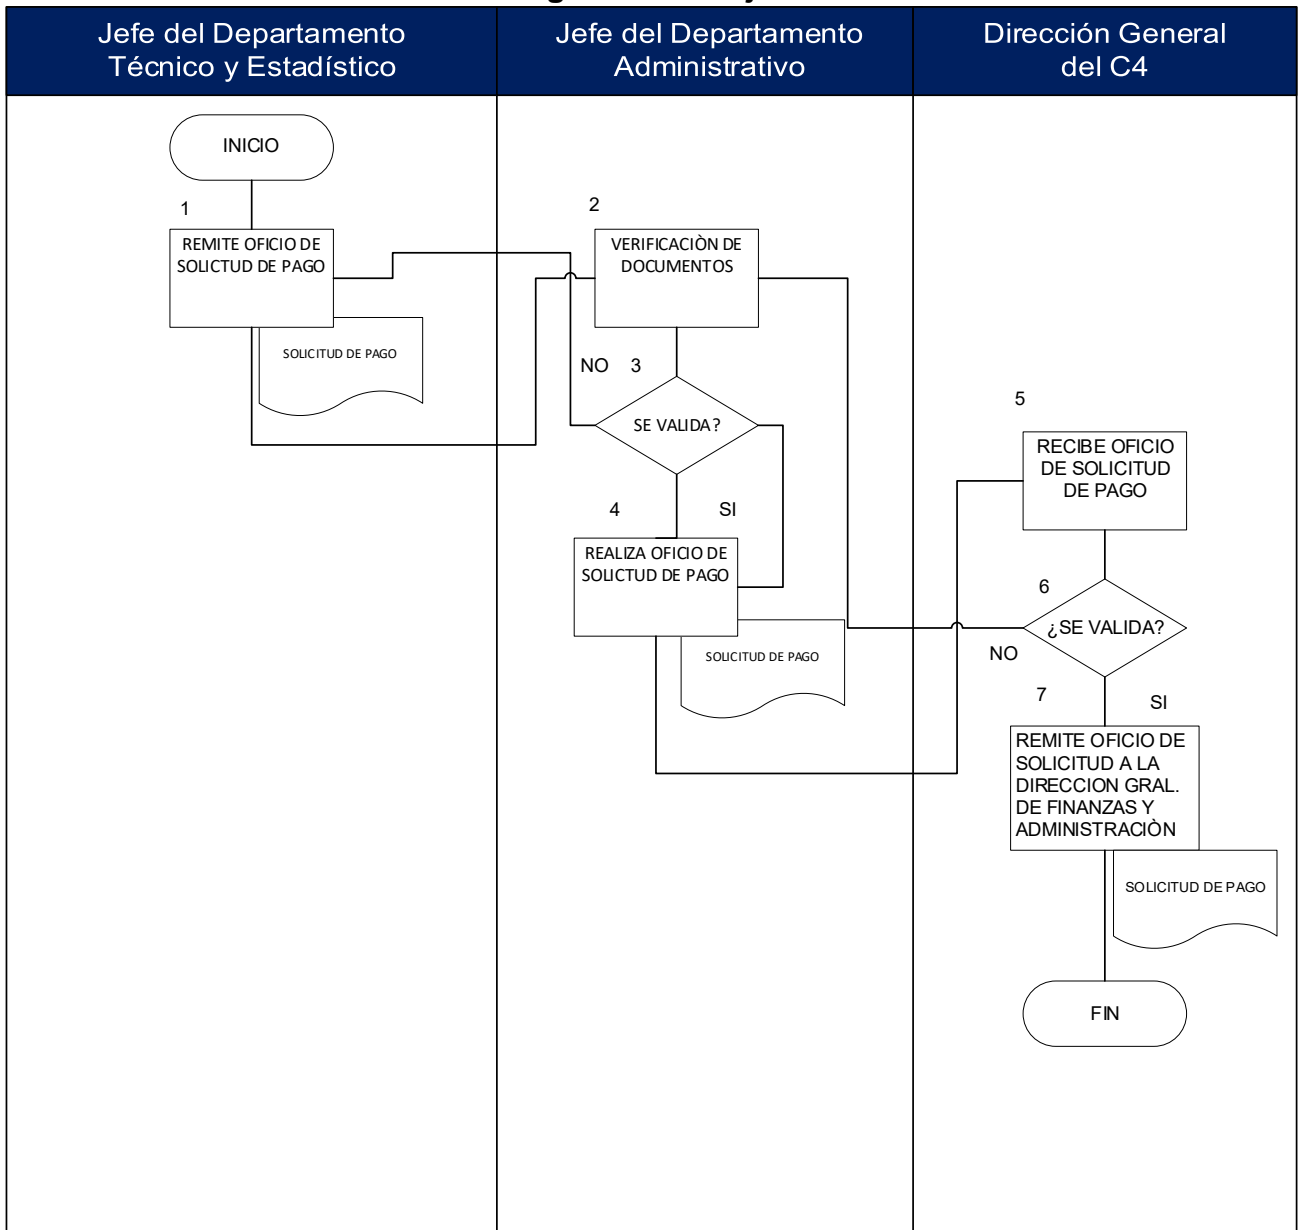 Jefe del Departamento
Técnico y Estadístico
Jefe del Departamento
Administrativo
Dirección General
del C4
INICIO
1
REMITE OFICIO DE
SOLICTUD DE PAGO
SOLICITUD DE PAGO
2
VERIFICACIÒN DE
DOCUMENTOS
NO
3
SE VALIDA?
4
SI
REALIZA OFICIO DE
SOLICTUD DE PAGO
SOLICITUD DE PAGO
5
RECIBE OFICIO
DE SOLICITUD
DE PAGO
6
¿SE VALIDA?
NO
7
SI
REMITE OFICIO DE
SOLICITUD A LA
DIRECCION GRAL.
DE FINANZAS Y
ADMINISTRACIÒN
SOLICITUD DE PAGO
FIN